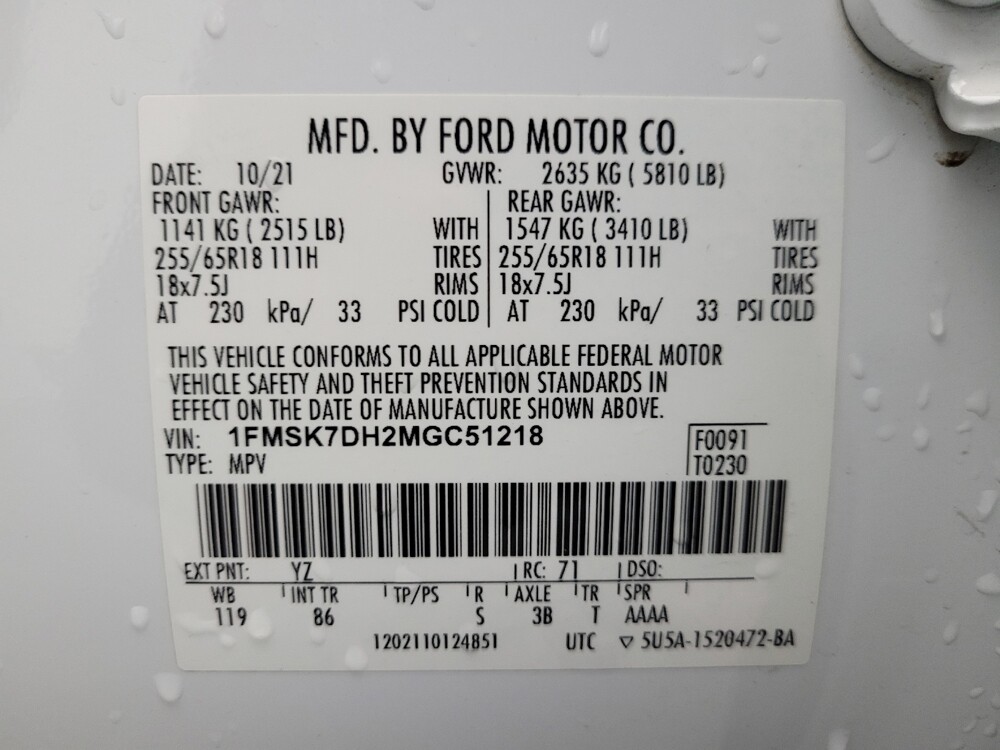 MFD. BY FORD MOTOR CO.
DATE: 10/21 GVWR: 2635 KG ( 5810 LB)
FRONT GAWR: REAR GAWR:
1141 KG ( 2515 LB) WITH 1547 KG ( 3410 LB) WITH
255/65R18 111H TIRES 255/65R18 111H TIRES
18x7.5J RIMS 18x7.5J RIMS
AT 230 kPa/ 33 PSI COLD AT 230 kPa/ 33 PSI COLD
THIS VEHICLE CONFORMS TO ALL APPLICABLE FEDERAL MOTOR
VEHICLE SAFETY AND THEFT PREVENTION STANDARDS IN
EFFECT ON THE DATE OF MANUFACTURE SHOWN ABOVE.
VIN: 1FMSK7DH2MGC51218 F0091
TYPE: MPV T0230
EXT PNT: YZ RC: 71 DSO:
WB INT TR TP/PS R AXLE TR SPR
119 86 S 3B T AAAA
1202110124851 UTC ▽ 5U5A-1520472-BA